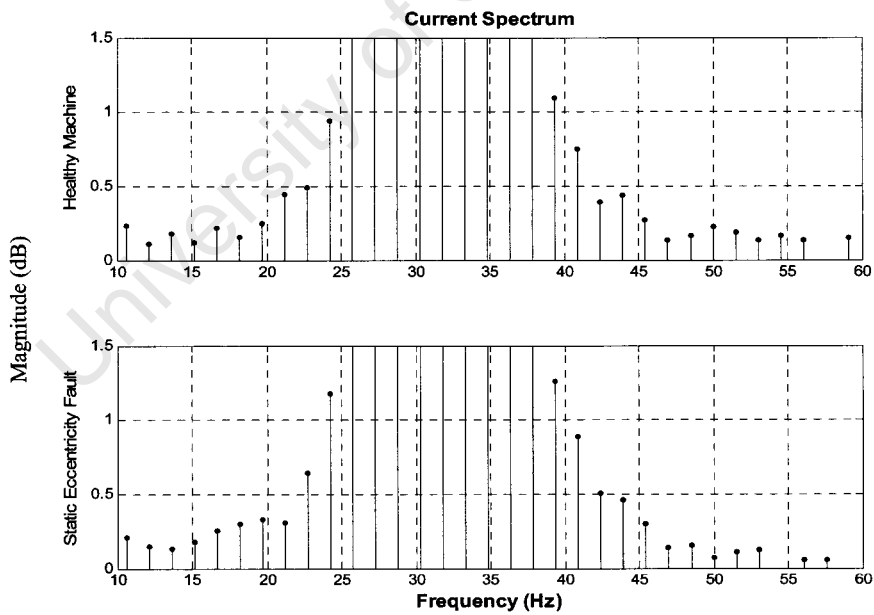 Current Spectrum
University of
Magnitude (dB)
Healthy Machine
1.5
1
0.5
0
10 15 20 25 30 35 40 45 50 55 60
Static Eccentricity Fault
1.5
1
0.5
0
10 15 20 25 30 35 40 45 50 55 60
Frequency (Hz)